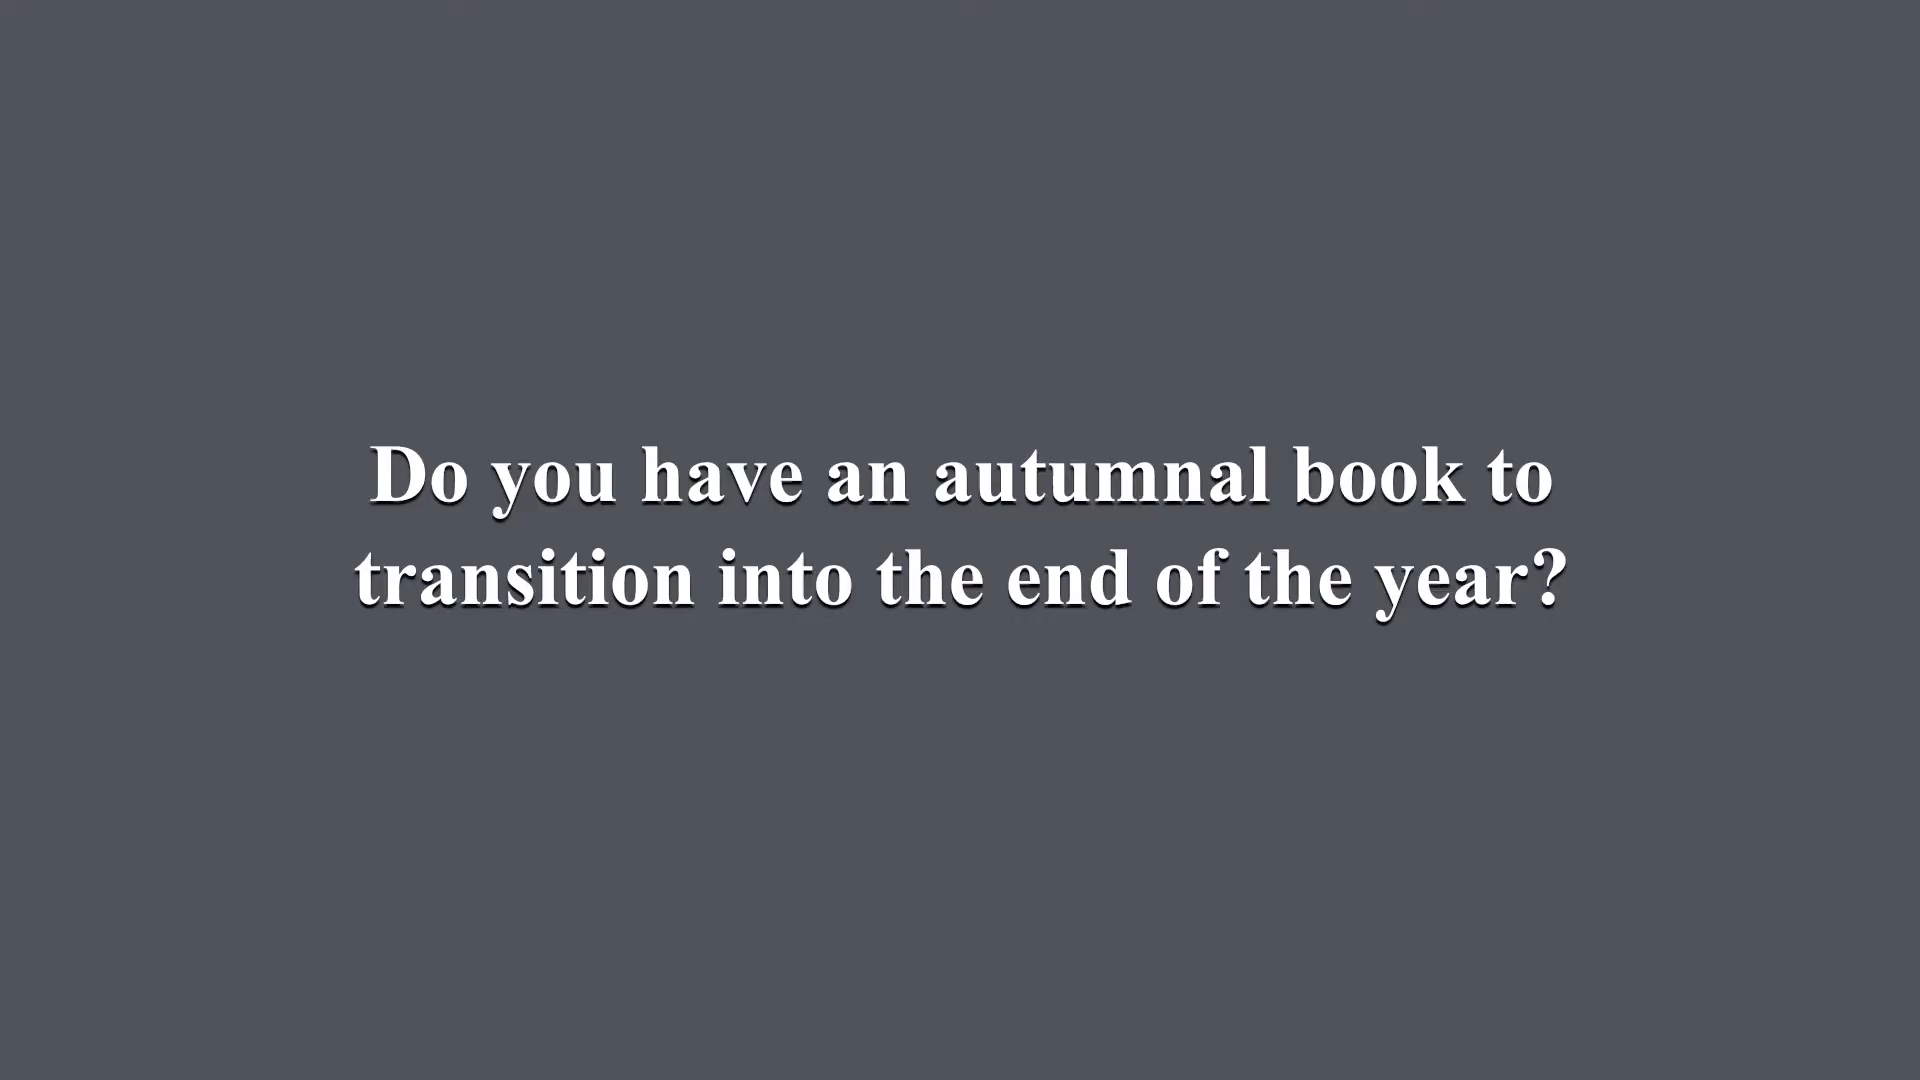 Do you have an autumnal book to
transition into the end of the year?